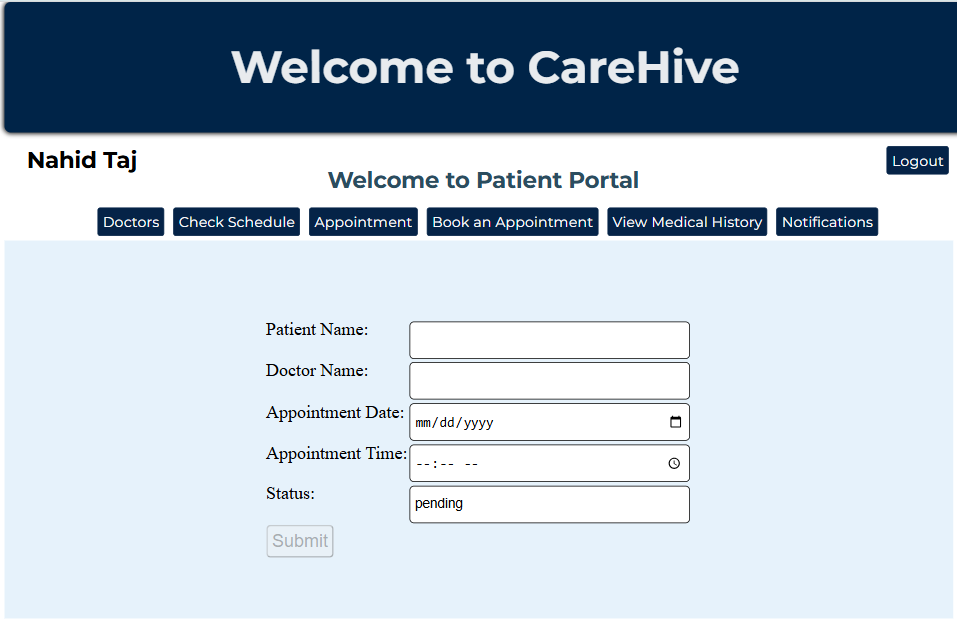 Welcome to CareHive
Nahid Taj
Logout
Welcome to Patient Portal
Doctors Check Schedule Appointment Book an Appointment View Medical History Notifications
Patient Name:
Doctor Name:
Appointment Date: mm/dd/yyyy
Appointment Time: --:-- --
Status: pending
Submit